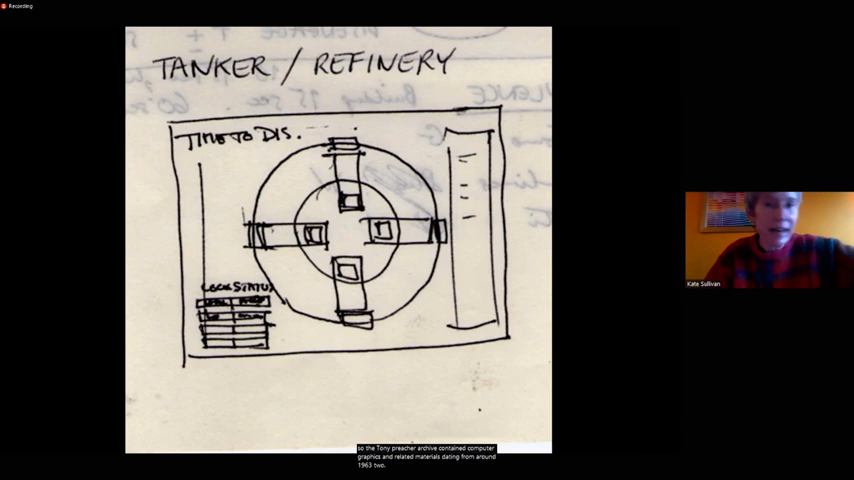 Recording
TANKER / REFINERY
TIME TO DIS.
LOCK STATUS
Kate Sullivan
so the Tony preacher archive contained computer
graphics and related materials dating from around
1963 two.